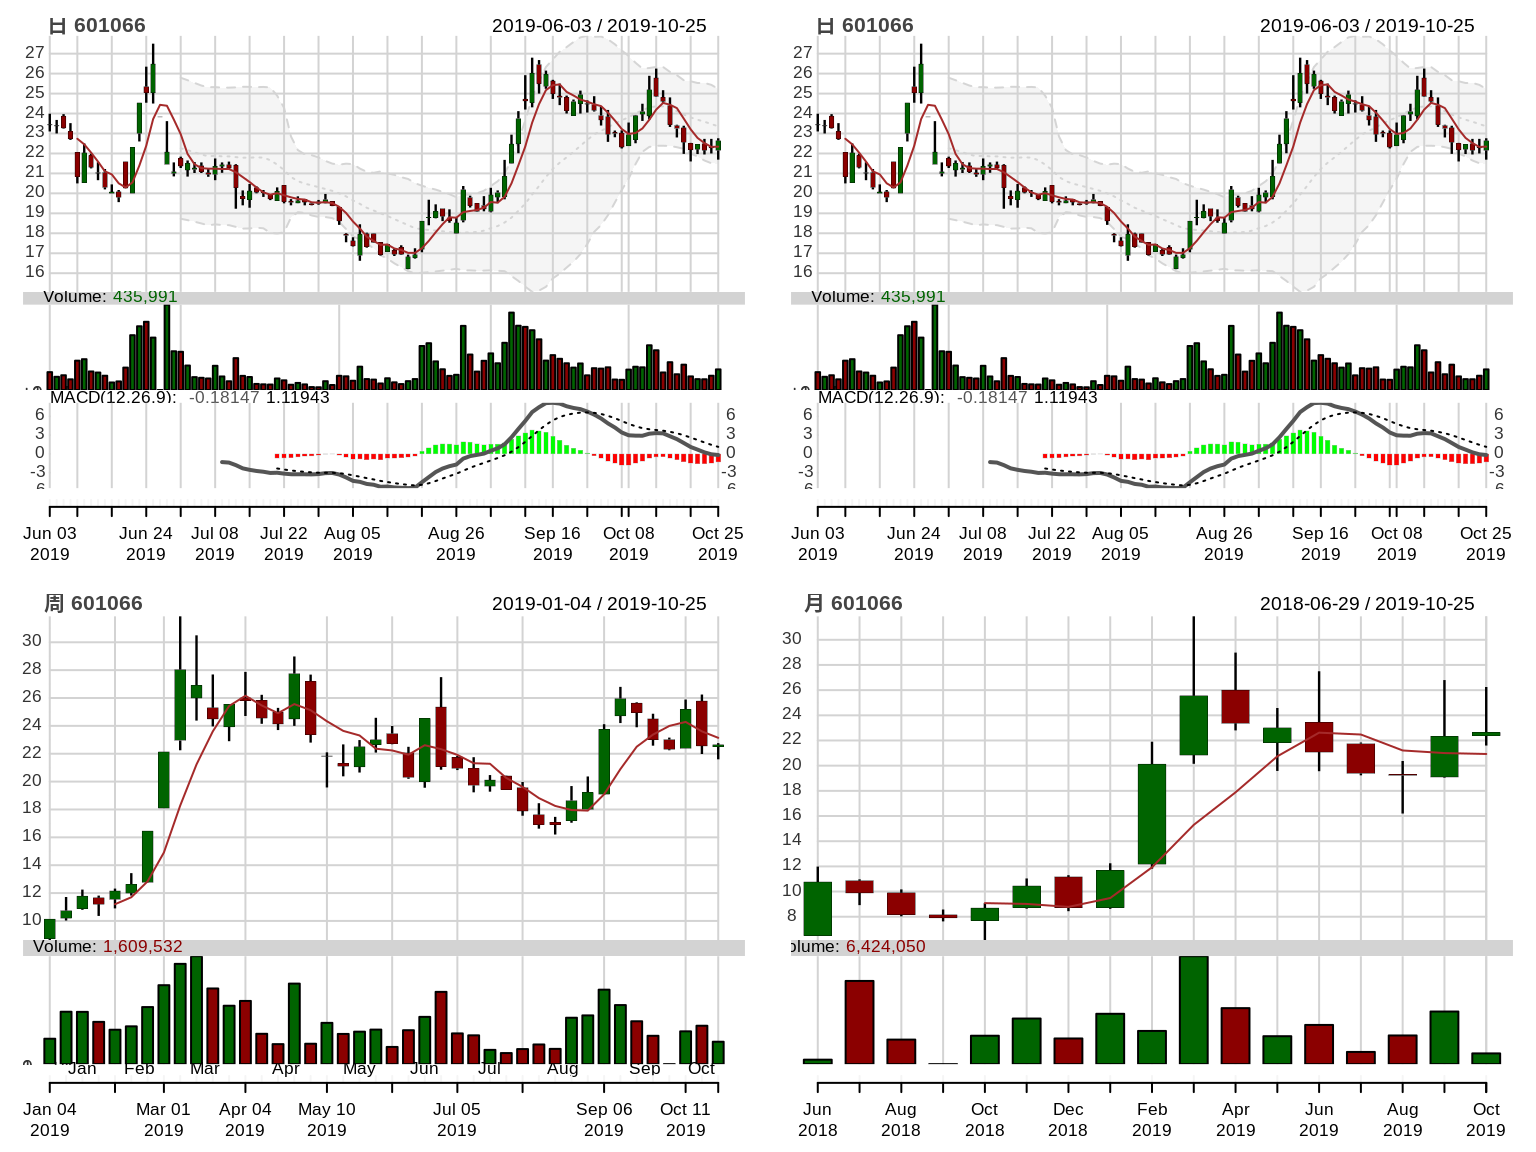 日 601066 2019-06-03 / 2019-10-25
27
26
25
24
23
22
21
20
19
18
17
16
Volume: 435,991
MACD(12,26,9): -0.18147 1.11943
6 6
3 3
0 0
-3 -3
Jun 03 Jun 24 Jul 08 Jul 22 Aug 05 Aug 26 Sep 16 Oct 08 Oct 25
2019 2019 2019 2019 2019 2019 2019 2019 2019
日 601066 2019-06-03 / 2019-10-25
27
26
25
24
23
22
21
20
19
18
17
16
Volume: 435,991
MACD(12,26,9): -0.18147 1.11943
6 6
3 3
0 0
-3 -3
Jun 03 Jun 24 Jul 08 Jul 22 Aug 05 Aug 26 Sep 16 Oct 08 Oct 25
2019 2019 2019 2019 2019 2019 2019 2019 2019
周 601066 2019-01-04 / 2019-10-25
30
28
26
24
22
20
18
16
14
12
10
Volume: 1,609,532
Jan Feb Mar Apr May Jun Jul Aug Sep Oct
Jan 04 Mar 01 Apr 04 May 10 Jul 05 Sep 06 Oct 11
2019 2019 2019 2019 2019 2019 2019
月 601066 2018-06-29 / 2019-10-25
30
28
26
24
22
20
18
16
14
12
10
8
olume: 6,424,050
Jun Aug Oct Dec Feb Apr Jun Aug Oct
2018 2018 2018 2018 2019 2019 2019 2019 2019